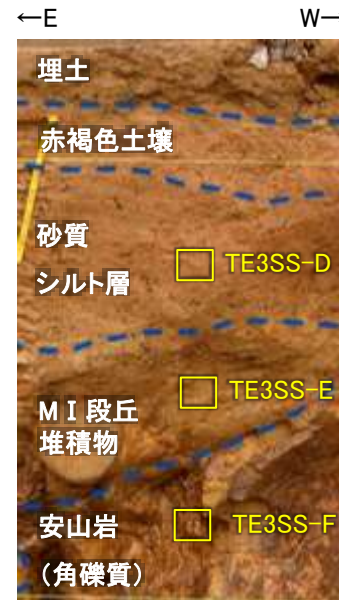 ←E
W—
埋土
赤褐色土壌
砂質
シルト層
TE3SS-D
TE3SS-E
MⅠ段丘
堆積物
安山岩
TE3SS-F
(角礫質)